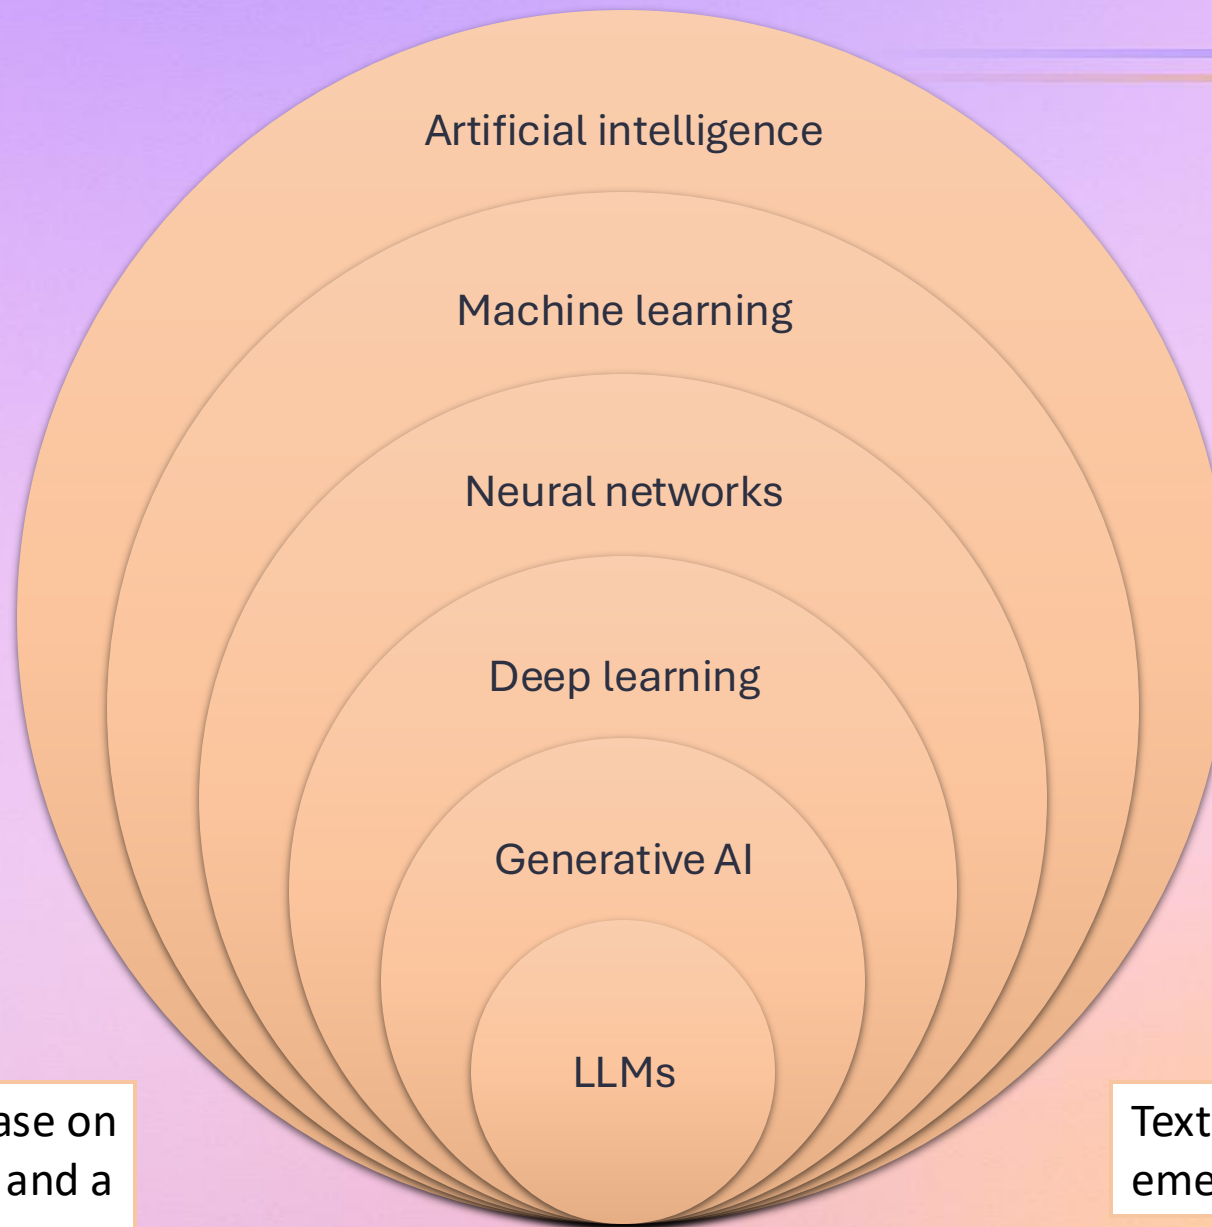 Artificial intelligence
Machine learning
Neural networks
Deep learning
Generative AI
LLMs
ase on
and a
Text
eme